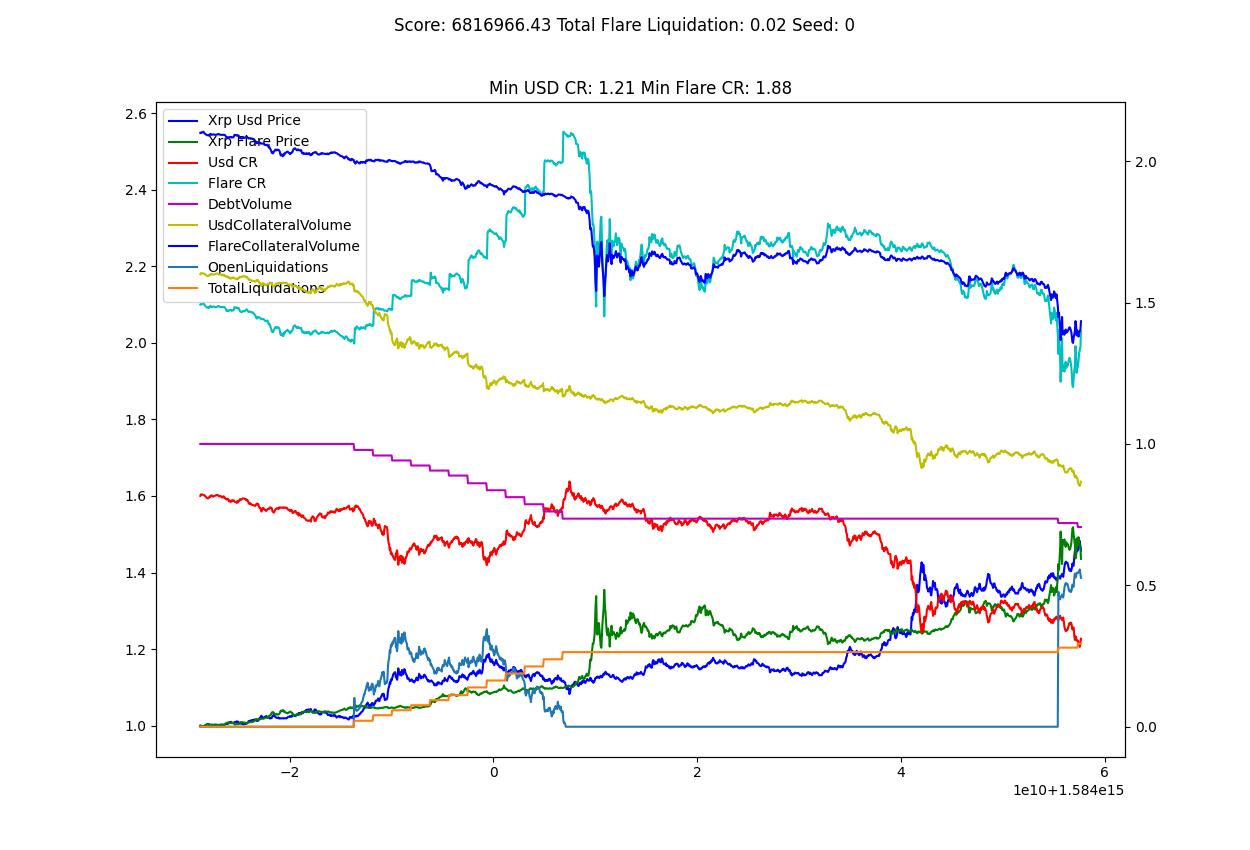 Score: 6816966.43 Total Flare Liquidation: 0.02 Seed: 0
Min USD CR: 1.21 Min Flare CR: 1.88
Xrp Usd Price
Xrp Flare Price
Usd CR
Flare CR
DebtVolume
UsdCollateralVolume
FlareCollateralVolume
OpenLiquidations
TotalLiquidations
2.6
2.4
2.2
2.0
1.8
1.6
1.4
1.2
1.0
2.0
1.5
1.0
0.5
0.0
−2
0
2
4
6
1e10+1.584e15